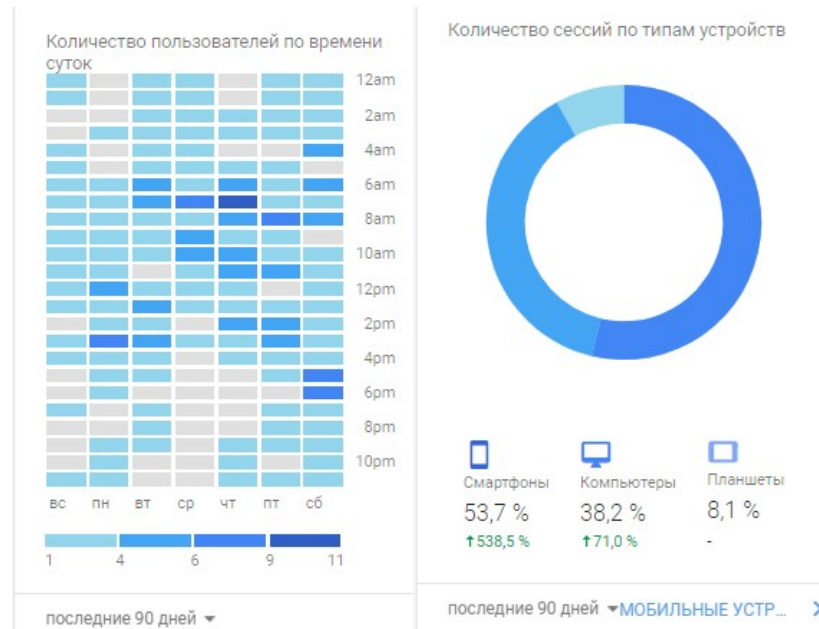 Количество пользователей по времени
суток
12am
2am
4am
6am
8am
10am
12pm
2pm
4pm
6pm
8pm
10pm
вс пн вт ср чт пт сб
1 4 6 9 11
последние 90 дней
Количество сессий по типам устройств
Смартфоны Компьютеры Планшеты
53,7 % 38,2 % 8,1 %
↑538,5 % ↑71,0 % -
последние 90 дней МОБИЛЬНЫЕ УСТР...